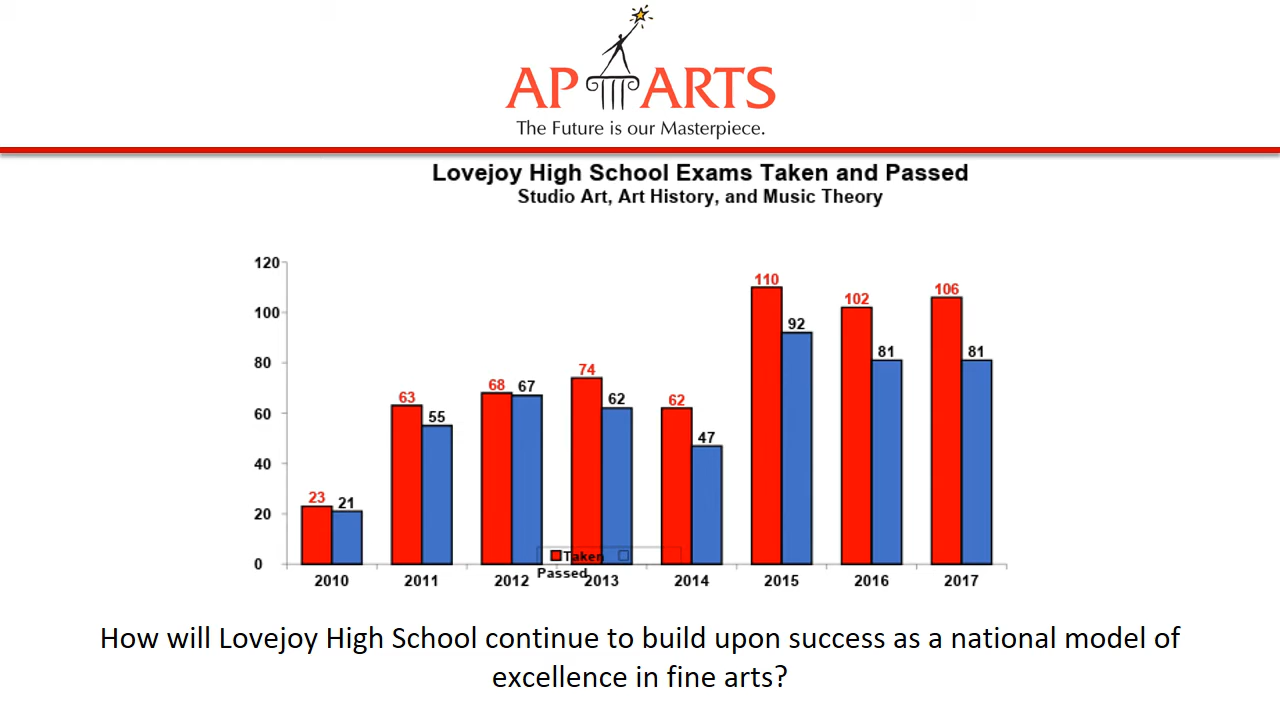 AP ARTS
The Future is our Masterpiece.
Lovejoy High School Exams Taken and Passed
Studio Art, Art History, and Music Theory
120
100
80
60
40
20
0
23 21
63 55
68 67
74 62
62 47
110 92
102 81
106 81
Taken
Passed
2010 2011 2012 2013 2014 2015 2016 2017
How will Lovejoy High School continue to build upon success as a national model of
excellence in fine arts?